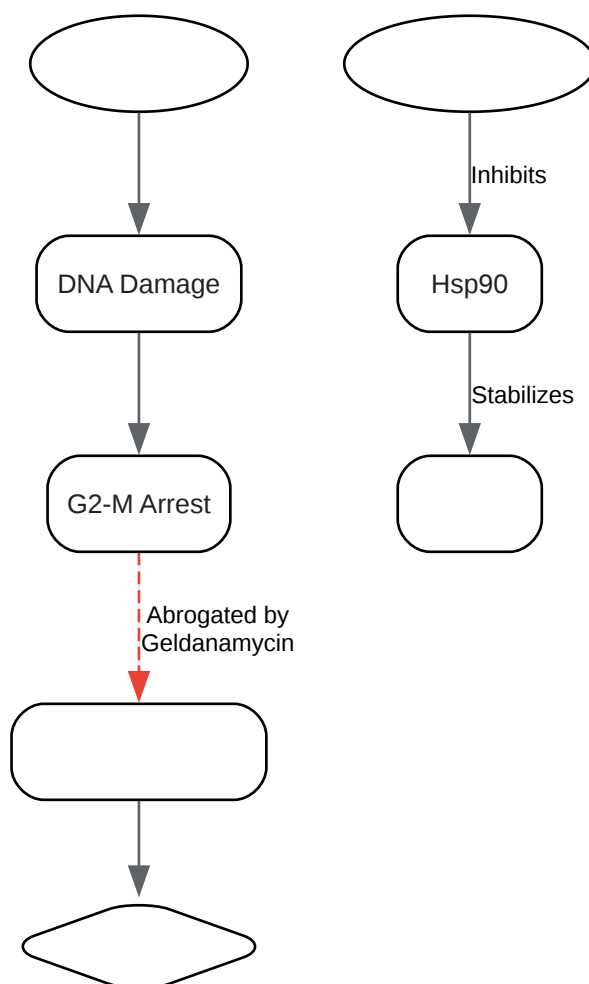 Inhibits
DNA Damage
Hsp90
Stabilizes
G2-M Arrest
Abrogated by
Geldanamycin